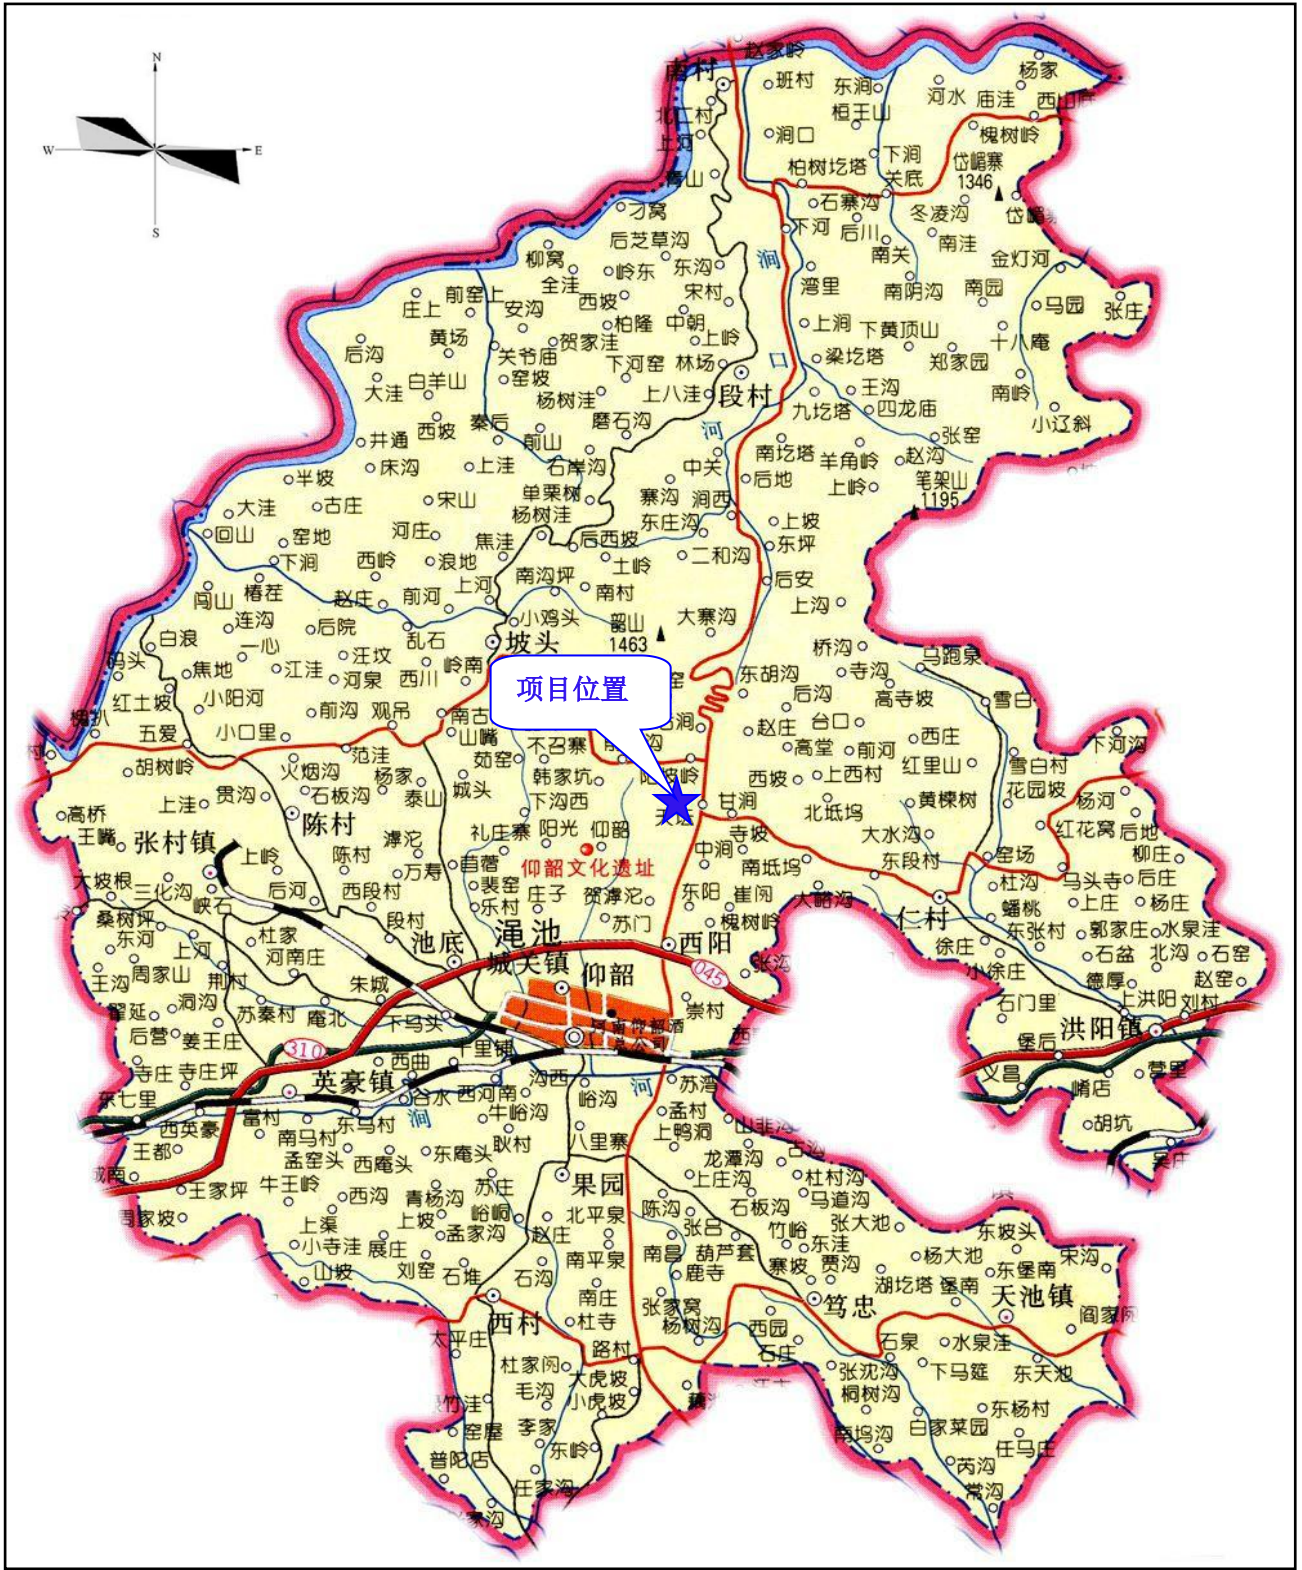 赵家岭
南村
班村
东涧
杨家
河水
庙洼
桓王山
涧口
槐树岭
上河
N
W
E
S
柏树圪塔
下涧
岱嵋寨
1346
关底
青山
刁窝
石寨沟
冬凌沟
下河
后川
后芝草沟
南洼
柳窝
岭东
东沟
涧
南关
金灯河
全洼
湾里
南阴沟
南园
庄上
前窑上
安沟
西坡
宋村
马园
张庄
黄场
柏隆
中朝
上涧
下黄顶山
十八庵
后沟
关爷庙
贺家洼
上岭
口
梁圪塔
郑家园
下河窑
林场
大洼
白羊山
窑坡
上八洼
段村
王沟
南岭
杨树洼
九圪塔
四龙庙
小辽斜
井通
西坡
秦后
磨石沟
河
前山
张窑
床沟
上洼
石岸沟
中关
南圪塔
羊角岭
赵沟
半坡
后地
上岭
笔架山
1195
大洼
古庄
宋山
单栗树
寨沟
涧西
杨树洼
东庄沟
上坡
回山
窑地
河庄
焦洼
后西坡
东坪
下涧
西岭
浪地
土岭
二和沟
南沟坪
后安
闯山
椿茬
赵庄
前河
上河
南村
上沟
连沟
后院
小鸡头
韶山
1463
大寨沟
白浪
一心
乱石
坡头
桥沟
马跑泉
码头
焦地
江洼
汪坟
岭南
东胡沟
寺沟
河泉
西川
项目位置
窑
后沟
高寺坡
雪白
红土坡
小阳河
前沟
观吊
南古
赵庄
台口
五爱
小口里
山嘴
不召寨
沟
高堂
前河
西庄
下河沟
范洼
茹窑
胡树岭
火烟沟
杨家
韩家坑
西坡
上西村
红里山
雪白村
上洼
贯沟
石板沟
泰山
城头
下沟西
甘涧
北坻坞
黄楝树
花园坡
杨河
高桥
陈村
礼庄寨
阳光
仰韶
寺坡
大水沟
红花窝
后地
王嘴
张村镇
滹沱
中涧
上岭
陈村
万寿
苜蓿
仰韶文化遗址
南坻坞
东段村
窑场
柳庄
大坡根
三化沟
后河
西段村
裴窑
庄子
贺滹沱
东阳
崔闵
杜沟
马头寺
后庄
峡石
乐村
大峪沟
蟠桃
上庄
杨庄
桑树坪
段村
苏门
槐树岭
仁村
东河
上河
杜家
池底
渑池
西阳
徐庄
东张村
郭家庄
水泉洼
周家山
河南庄
城关镇
仰韶
045
张沟
小徐庄
石盆
北沟
石窑
王沟
荆村
朱城
德厚
赵窑
洞沟
苏秦村
庵北
下马头
崇村
石门里
上洪阳
刘村
后营
姜王庄
310
河南仰韶酒
总公司
堡后
洪阳镇
寺庄
寺庄坪
英豪镇
西曲
十里铺
沟西
河
苏湾
义昌
崤店
营里
东七里
谷水
西河南
峪沟
西英豪
富村
东马村
涧
牛峪沟
孟村
胡坑
王都
南马村
八里寨
上鸭洞
孟窑头
西庵头
东庵头
耿村
龙潭沟
王家坪
牛王岭
西沟
青杨沟
苏庄
果园
上庄沟
杜村沟
周家坡
上渠
上坡
峪峒
北平泉
陈沟
石板沟
马道沟
小寺洼
展庄
孟家沟
赵庄
张吕
竹峪
张大池
东坡头
南平泉
南昌
葫芦套
东洼
杨大池
宋沟
山坡
刘窑
石堆
石沟
鹿寺
寨坡
贾沟
东堡南
南庄
张家窝
湖圪塔
堡南
天池镇
太平庄
西村
杜寺
杨树沟
西园
笃忠
路村
石庄
石泉
水泉洼
杜家闵
大虎坡
张沈沟
下马筵
东天池
毛沟
小虎坡
桐树沟
东杨村
窑屋
李家
南坞沟
白家菜园
任马庄
普陀店
东岭
芮沟
任家沟
常沟